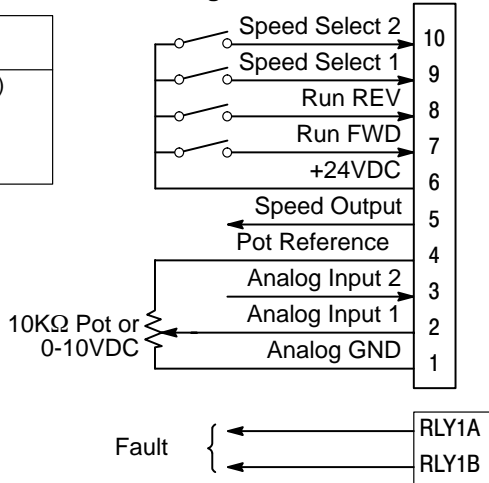 )
Speed Select 2 10
Speed Select 1 9
Run REV 8
Run FWD 7
+24VDC 6
Speed Output 5
Pot Reference 4
Analog Input 2 3
10KΩ Pot or Analog Input 1 2
0-10VDC Analog GND 1
RLY1A
Fault
RLY1B